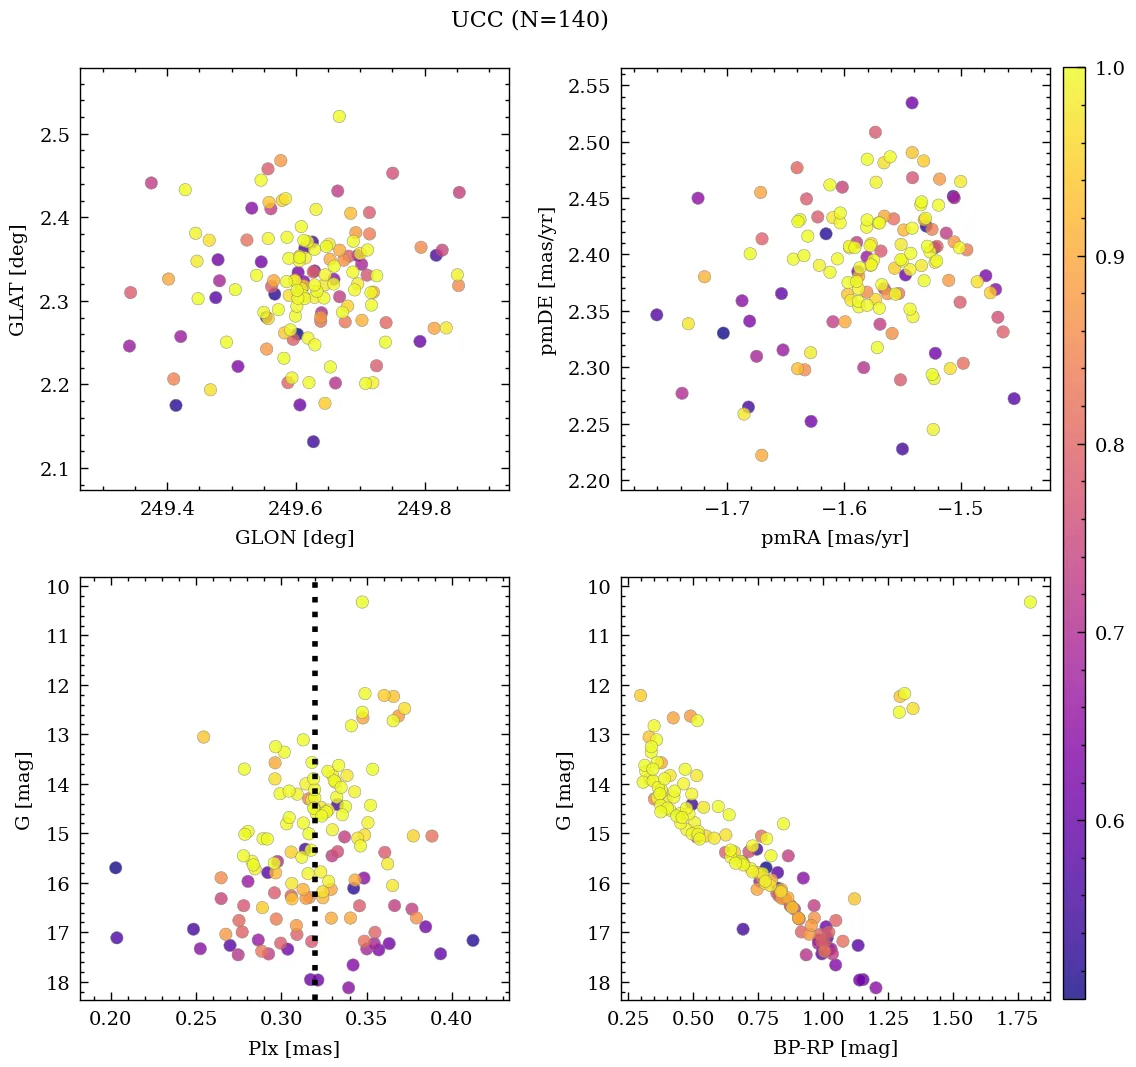 UCC (N=140)
2.5
2.4
2.3
2.2
2.1
GLAT [deg]
249.4 249.6 249.8
GLON [deg]
2.55
2.50
2.45
2.40
2.35
2.30
2.25
2.20
pmDE [mas/yr]
−1.7 −1.6 −1.5
pmRA [mas/yr]
1.0
0.9
0.8
0.7
0.6
10
11
12
13
14
15
16
17
18
G [mag]
0.20 0.25 0.30 0.35 0.40
Plx [mas]
10
11
12
13
14
15
16
17
18
G [mag]
0.25 0.50 0.75 1.00 1.25 1.50 1.75
BP-RP [mag]